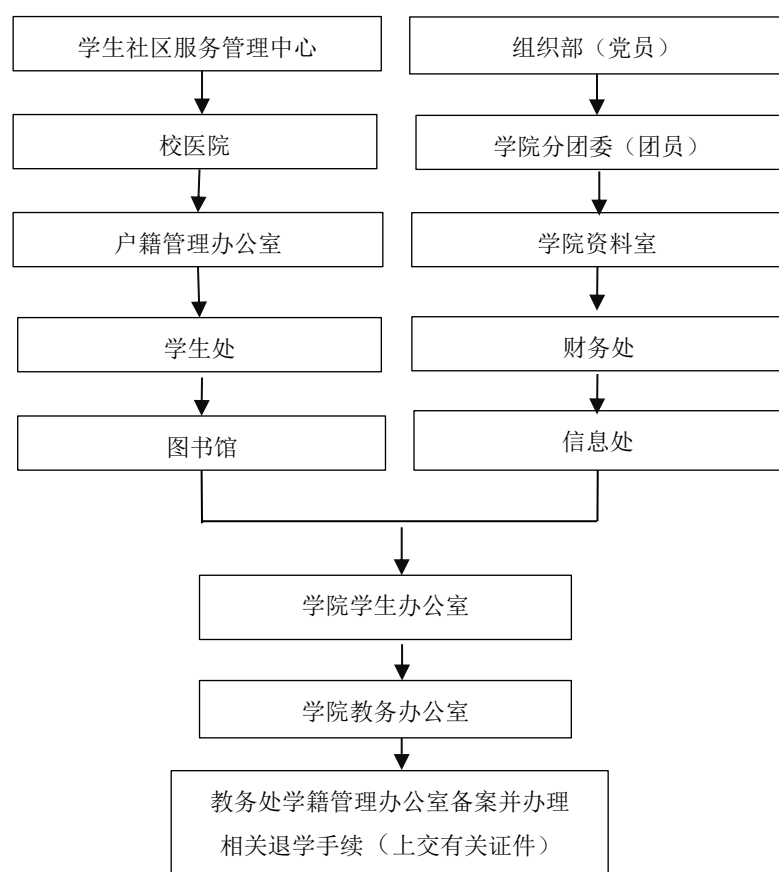 学生社区服务管理中心
组织部（党员）
校医院
学院分团委（团员）
户籍管理办公室
学院资料室
学生处
财务处
图书馆
信息处
学院学生办公室
学院教务办公室
教务处学籍管理办公室备案并办理
相关退学手续（上交有关证件）